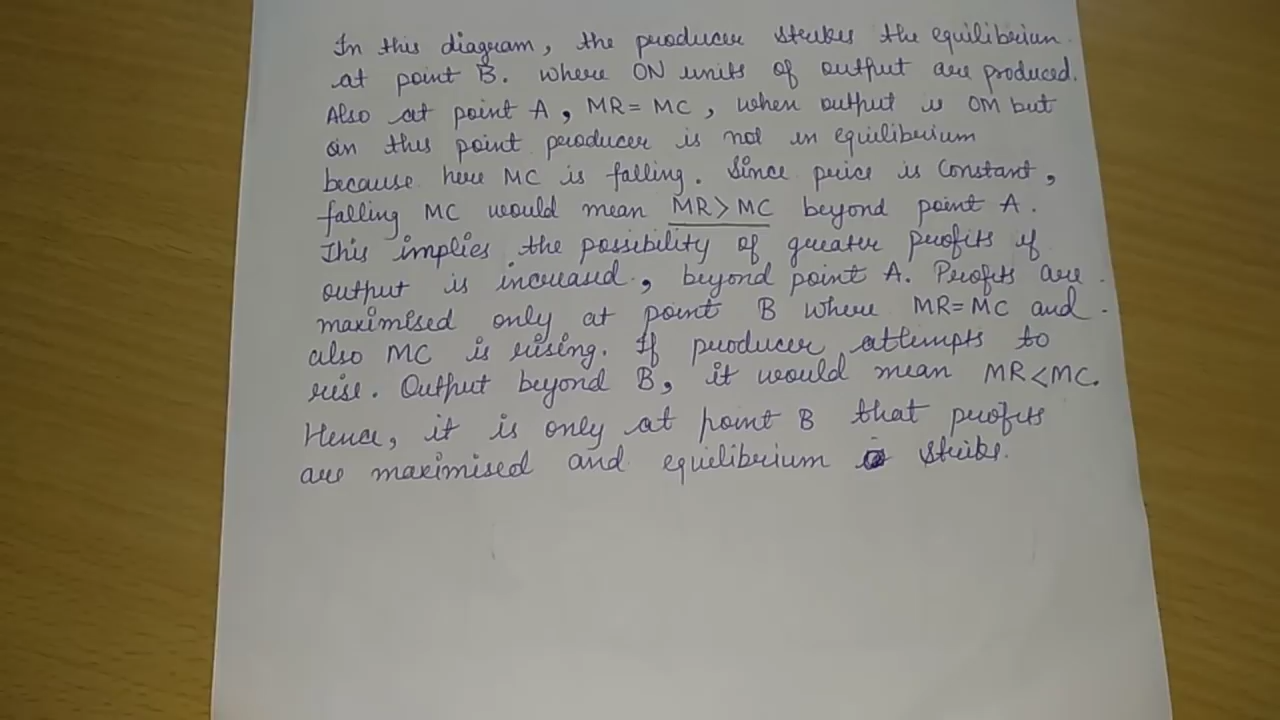 In this diagram, the producer strikes the equilibrium
at point B. where ON units of output are produced.
Also at point A, MR = MC, when output is OM but
on this point producer is not in equilibrium
because here MC is falling. Since price is Constant,
falling MC would mean MR > MC beyond point A.
This implies the possibility of greater profits if
output is increased, beyond point A. Profits are
maximised only at point B where MR = MC and
also MC is rising. If producer attempts to
rise. Output beyond B, it would mean MR < MC.
Hence, it is only at point B that profits
are maximised and equilibrium strikes.